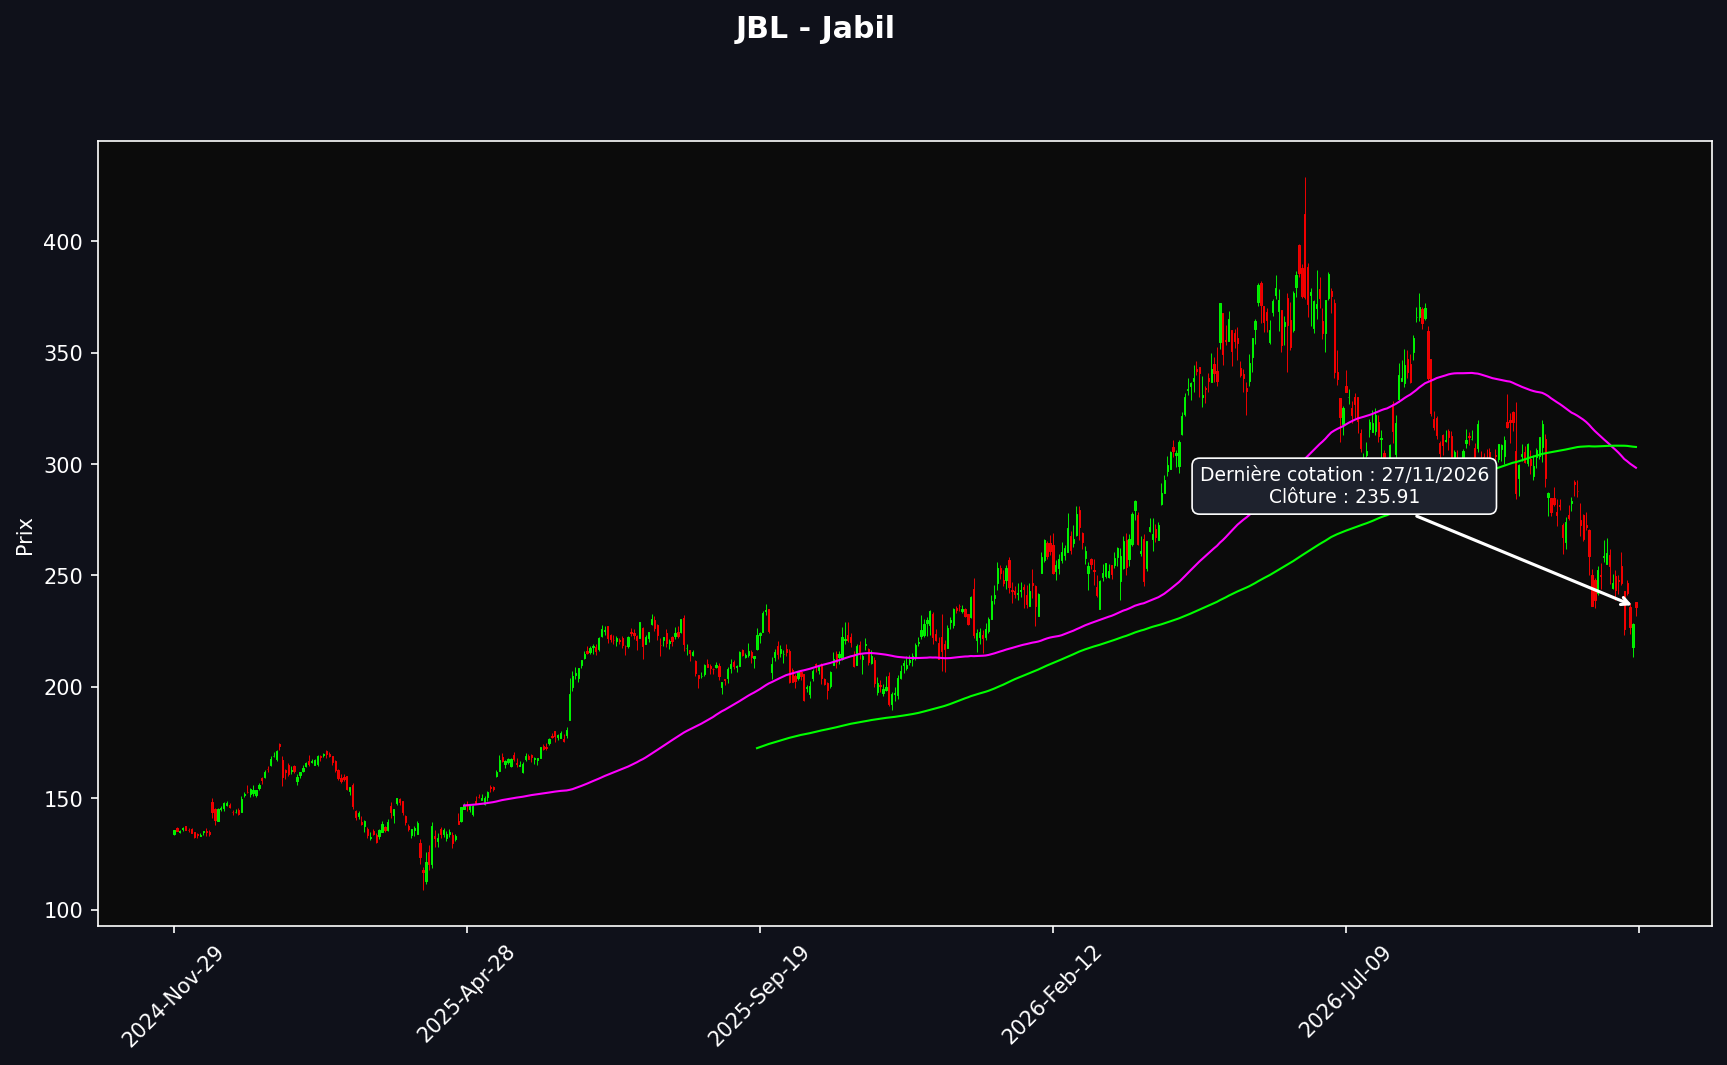 JBL - Jabil
Prix
400
350
300
250
200
150
100
Dernière cotation : 27/11/2026
Clôture : 235.91
2024-Nov-29
2025-Apr-28
2025-Sep-19
2026-Feb-12
2026-Jul-09